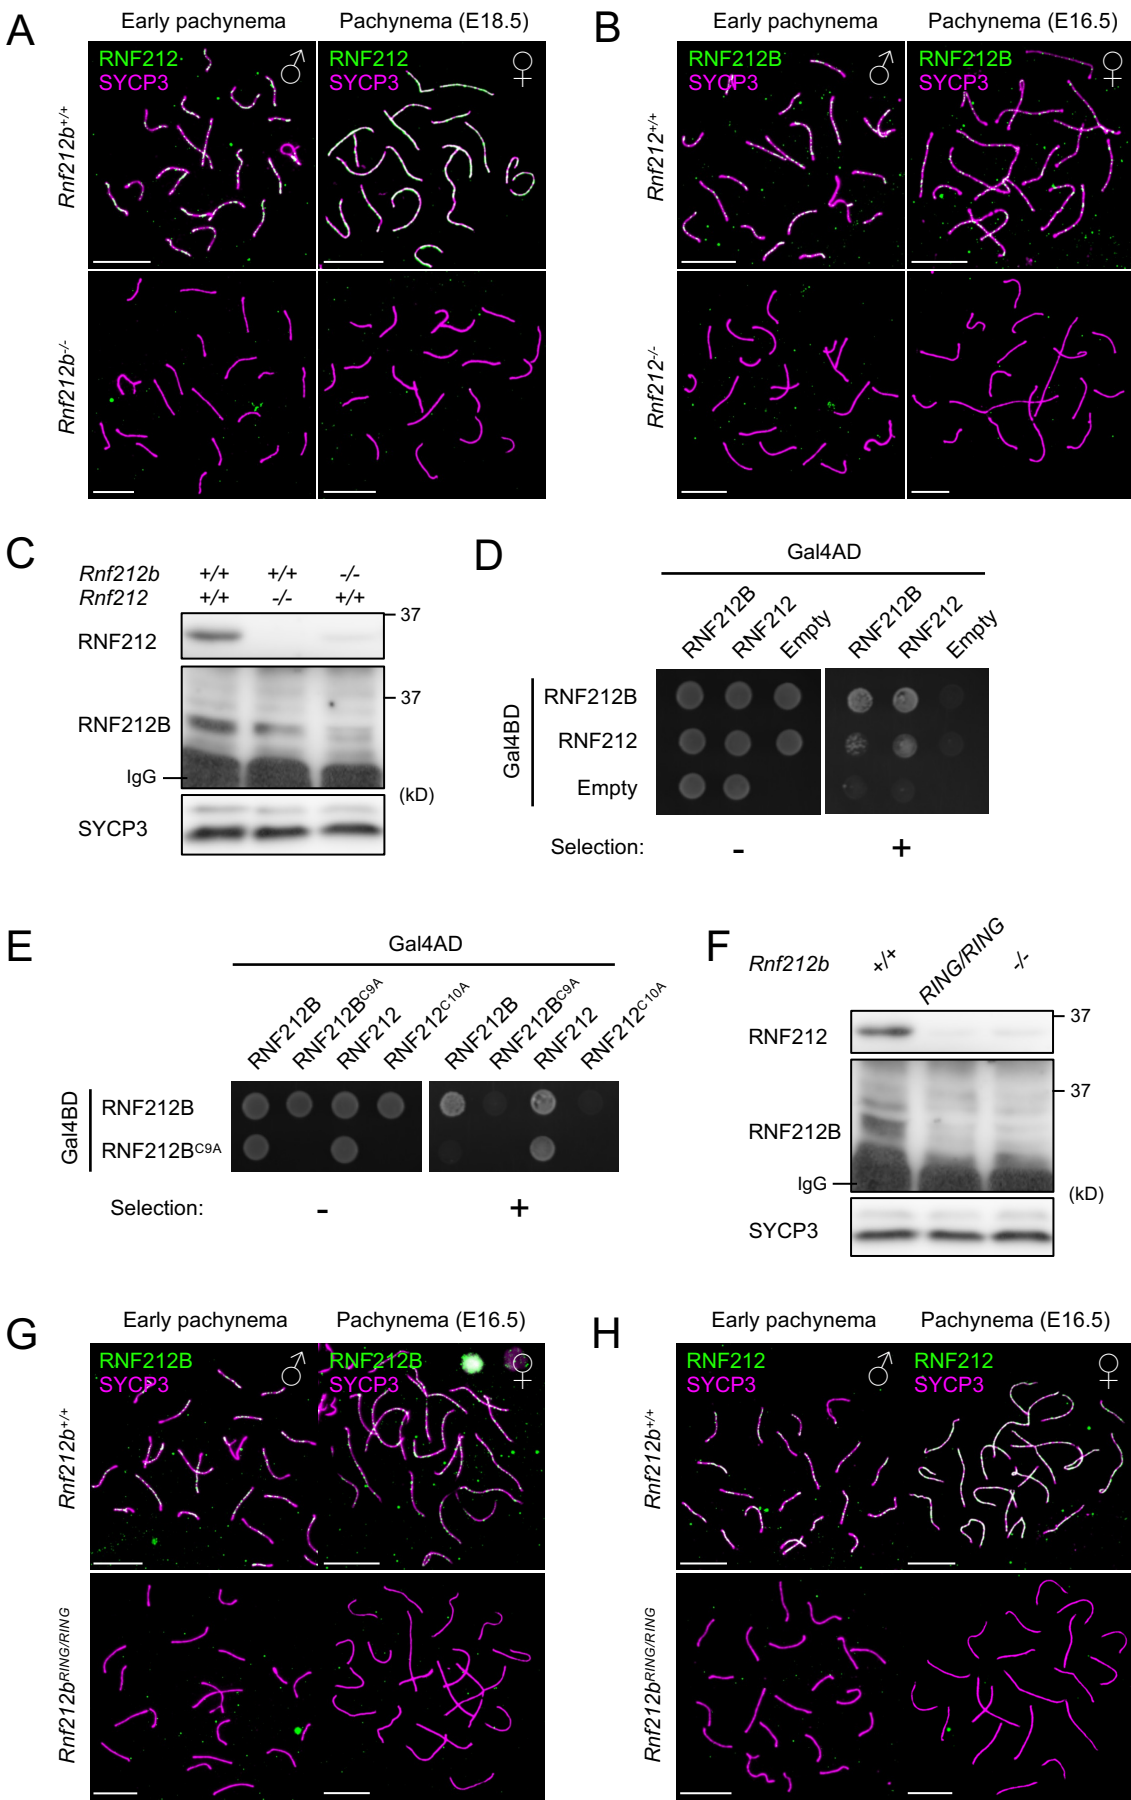 A
Early pachynema
Pachynema (E18.5)
RNF212
SYCP3
♂
RNF212
SYCP3
♀
Rnf212b+/+
Rnf212b-/-
B
Early pachynema
Pachynema (E16.5)
RNF212B
SYCP3
♂
RNF212B
SYCP3
♀
Rnf212+/+
Rnf212-/-
C
Rnf212b +/+ +/+ -/-
Rnf212 +/+ -/- +/+
RNF212
37
RNF212B
37
IgG
(kD)
SYCP3
D
Gal4AD
RNF212B RNF212 Empty RNF212B RNF212 Empty
Gal4BD
RNF212B
RNF212
Empty
Selection: - +
E
Gal4AD
RNF212B RNF212BC9A RNF212 RNF212C10A RNF212B RNF212BC9A RNF212 RNF212C10A
Gal4BD
RNF212B
RNF212BC9A
Selection: - +
F
Rnf212b +/+ RING/RING -/-
RNF212
37
RNF212B
37
IgG
(kD)
SYCP3
G
Early pachynema
Pachynema (E16.5)
RNF212B
SYCP3
♂
RNF212B
SYCP3
♀
Rnf212b+/+
Rnf212bRING/RING
H
Early pachynema
Pachynema (E16.5)
RNF212
SYCP3
♂
RNF212
SYCP3
♀
Rnf212b+/+
Rnf212bRING/RING